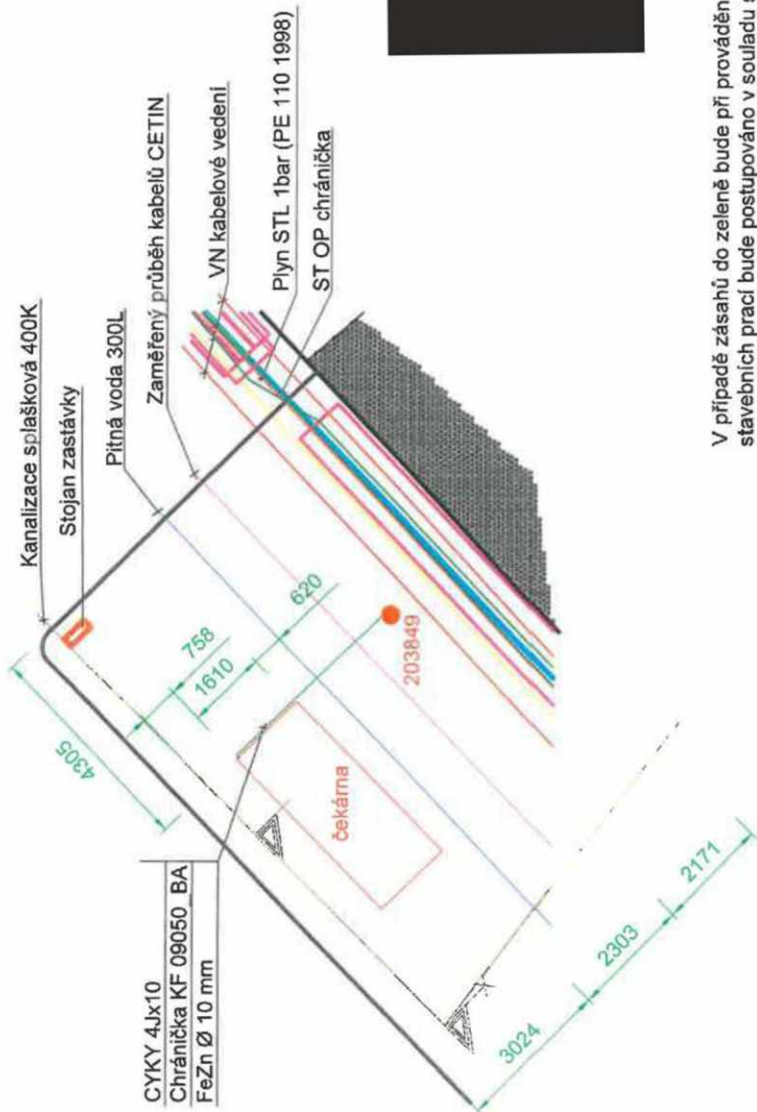 Kanalizace splašková 400K
Stojan zastávky
Pitná voda 300L
Zaměřený průběh kabelů CETIN
VN kabelové vedení
Plyn STL 1bar (PE 110 1998)
ST OP chránička
4305
758
1610
620
203849
čekárna
CYKY 4Jx10
Chránička KF 09050_BA
FeZn Ø 10 mm
3024
2303
2171
V případě zásahů do zeleně bude při provádění
stavebních prací bude postupováno v souladu s